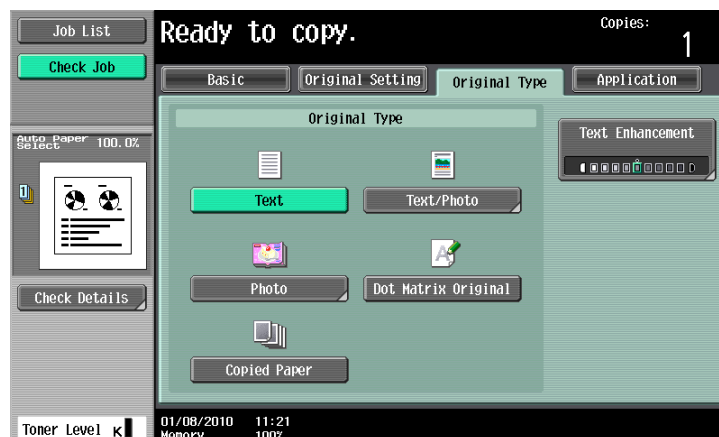 Job List
Ready to copy.
Copies:
1
Check Job
Basic
Original Setting
Original Type
Application
Original Type
Text Enhancement
Auto Paper Select
100.0%
1
Text
Text/Photo
Photo
Dot Matrix Original
Check Details
Copied Paper
Toner Level K
01/08/2010 11:21
Memory 100%